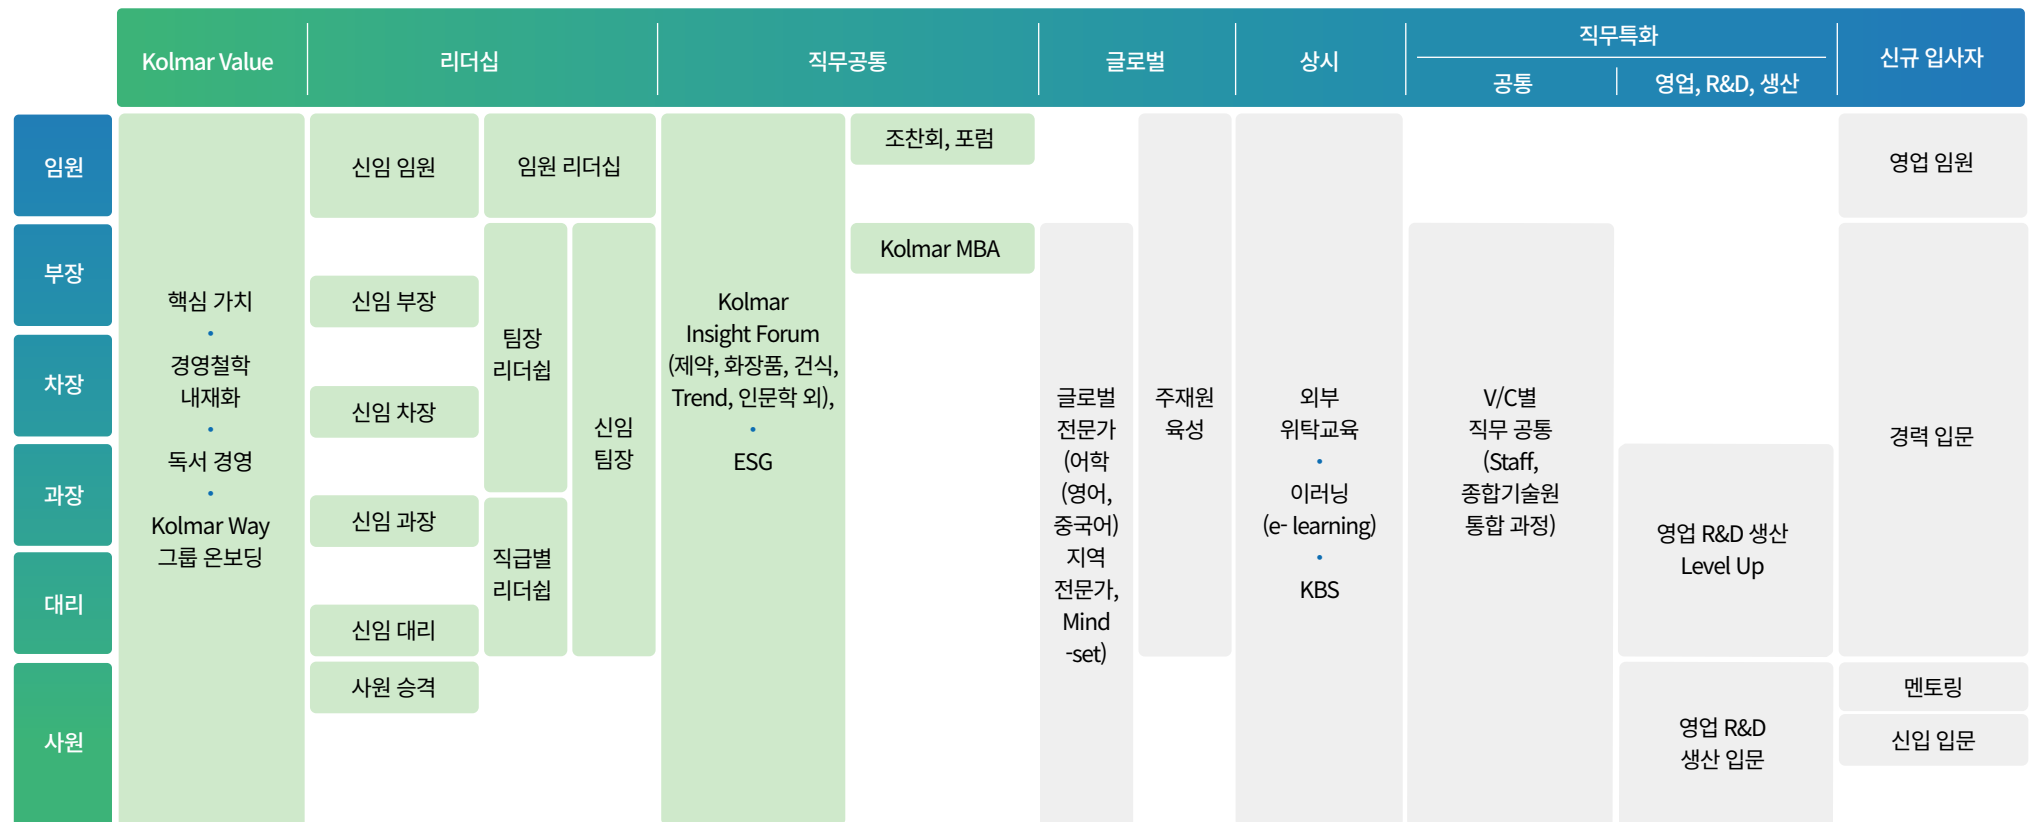 Kolmar Value
리더십
직무공통
글로벌
상시
직무특화
공통
영업, R&D, 생산
신규 입사자
임원
부장
차장
과장
대리
사원
핵심 가치
•
경영철학
내재화
•
독서 경영
•
Kolmar Way
그룹 온보딩
신임 임원
신임 부장
신임 차장
신임 과장
신임 대리
사원 승격
임원 리더십
팀장
리더쉽
직급별
리더쉽
신임
팀장
Kolmar
Insight Forum
(제약, 화장품, 건식,
Trend, 인문학 외),
•
ESG
조찬회, 포럼
Kolmar MBA
글로벌
전문가
(어학
(영어,
중국어)
지역
전문가,
Mind
-set)
주재원
육성
외부
위탁교육
•
이러닝
(e- learning)
•
KBS
V/C별
직무 공통
(Staff,
종합기술원
통합 과정)
영업 R&D 생산
Level Up
영업 R&D
생산 입문
영업 임원
경력 입문
멘토링
신입 입문